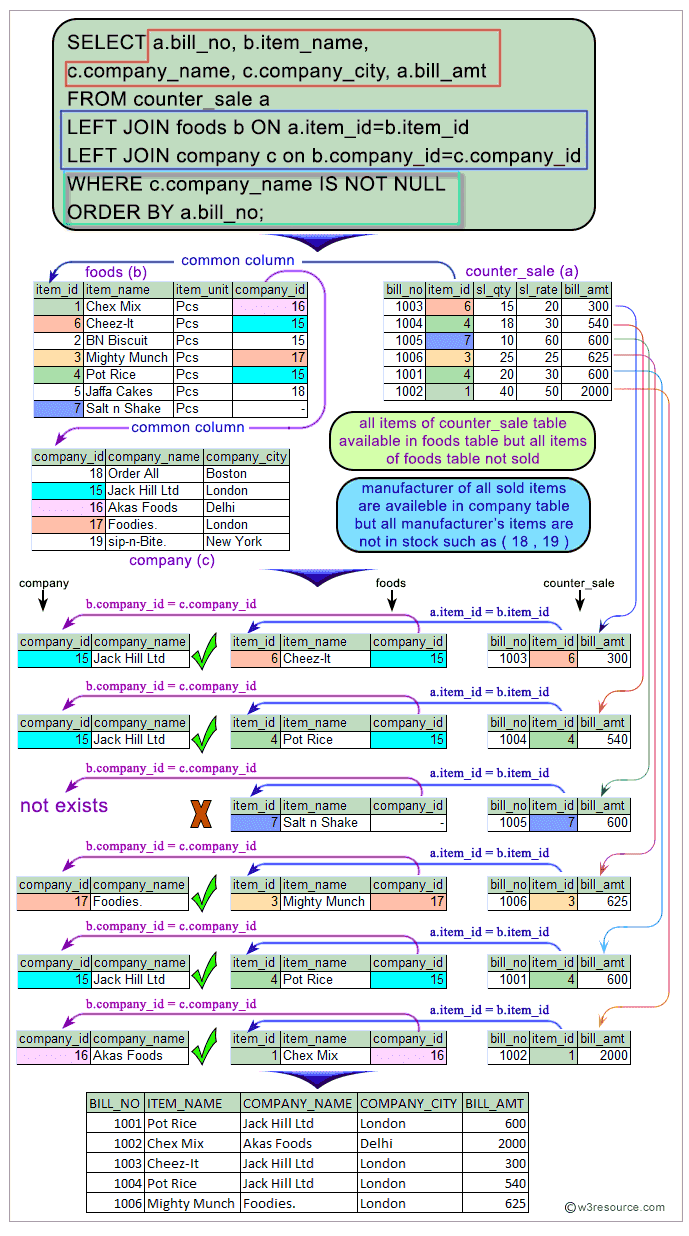 SELECT a.bill_no, b.item_name,
c.company_name, c.company_city, a.bill_amt
FROM counter_sale a
LEFT JOIN foods b ON a.item_id=b.item_id
LEFT JOIN company c on b.company_id=c.company_id
WHERE c.company_name IS NOT NULL
ORDER BY a.bill_no;
common column
foods (b)
item_id item_name item_unit company_id
1 Chex Mix Pcs 16
6 Cheez-It Pcs 15
2 BN Biscuit Pcs 15
3 Mighty Munch Pcs 17
4 Pot Rice Pcs 15
5 Jaffa Cakes Pcs 18
7 Salt n Shake Pcs -
counter_sale (a)
bill_no item_id sl_qty sl_rate bill_amt
1003 6 15 20 300
1004 4 18 30 540
1005 7 10 60 600
1006 3 25 25 625
1001 4 20 30 600
1002 1 40 50 2000
common column
company_id company_name company_city
18 Order All Boston
15 Jack Hill Ltd London
16 Akas Foods Delhi
17 Foodies. London
19 sip-n-Bite. New York
company (c)
all items of counter_sale table
available in foods table but all items
of foods table not sold
manufacturer of all sold items
are availeble in company table
but all manufacturer's items are
not in stock such as ( 18 , 19 )
company foods counter_sale
b.company_id = c.company_id a.item_id = b.item_id
company_id company_name item_id item_name company_id bill_no item_id bill_amt
15 Jack Hill Ltd 6 Cheez-It 15 1003 6 300
b.company_id = c.company_id a.item_id = b.item_id
company_id company_name item_id item_name company_id bill_no item_id bill_amt
15 Jack Hill Ltd 4 Pot Rice 15 1004 4 540
b.company_id = c.company_id a.item_id = b.item_id
not exists item_id item_name company_id bill_no item_id bill_amt
7 Salt n Shake - 1005 7 600
b.company_id = c.company_id a.item_id = b.item_id
company_id company_name item_id item_name company_id bill_no item_id bill_amt
17 Foodies. 3 Mighty Munch 17 1006 3 625
b.company_id = c.company_id a.item_id = b.item_id
company_id company_name item_id item_name company_id bill_no item_id bill_amt
15 Jack Hill Ltd 4 Pot Rice 15 1001 4 600
b.company_id = c.company_id a.item_id = b.item_id
company_id company_name item_id item_name company_id bill_no item_id bill_amt
16 Akas Foods 1 Chex Mix 16 1002 1 2000
BILL_NO ITEM_NAME COMPANY_NAME COMPANY_CITY BILL_AMT
1001 Pot Rice Jack Hill Ltd London 600
1002 Chex Mix Akas Foods Delhi 2000
1003 Cheez-It Jack Hill Ltd London 300
1004 Pot Rice Jack Hill Ltd London 540
1006 Mighty Munch Foodies. London 625
©w3resource.com